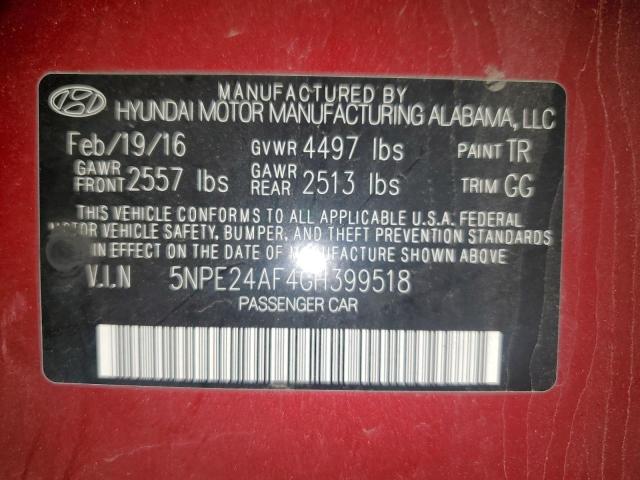 MANUFACTURED BY
HYUNDAI MOTOR MANUFACTURING ALABAMA, LLC
Feb/19/16 GVWR 4497 lbs PAINT TR
GAWR FRONT 2557 lbs GAWR REAR 2513 lbs TRIM GG
THIS VEHICLE CONFORMS TO ALL APPLICABLE U.S.A. FEDERAL
MOTOR VEHICLE SAFETY, BUMPER, AND THEFT PREVENTION STANDARDS
IN EFFECT ON THE DATE OF MANUFACTURE SHOWN ABOVE.
V.I.N 5NPE24AF4GH399518
PASSENGER CAR